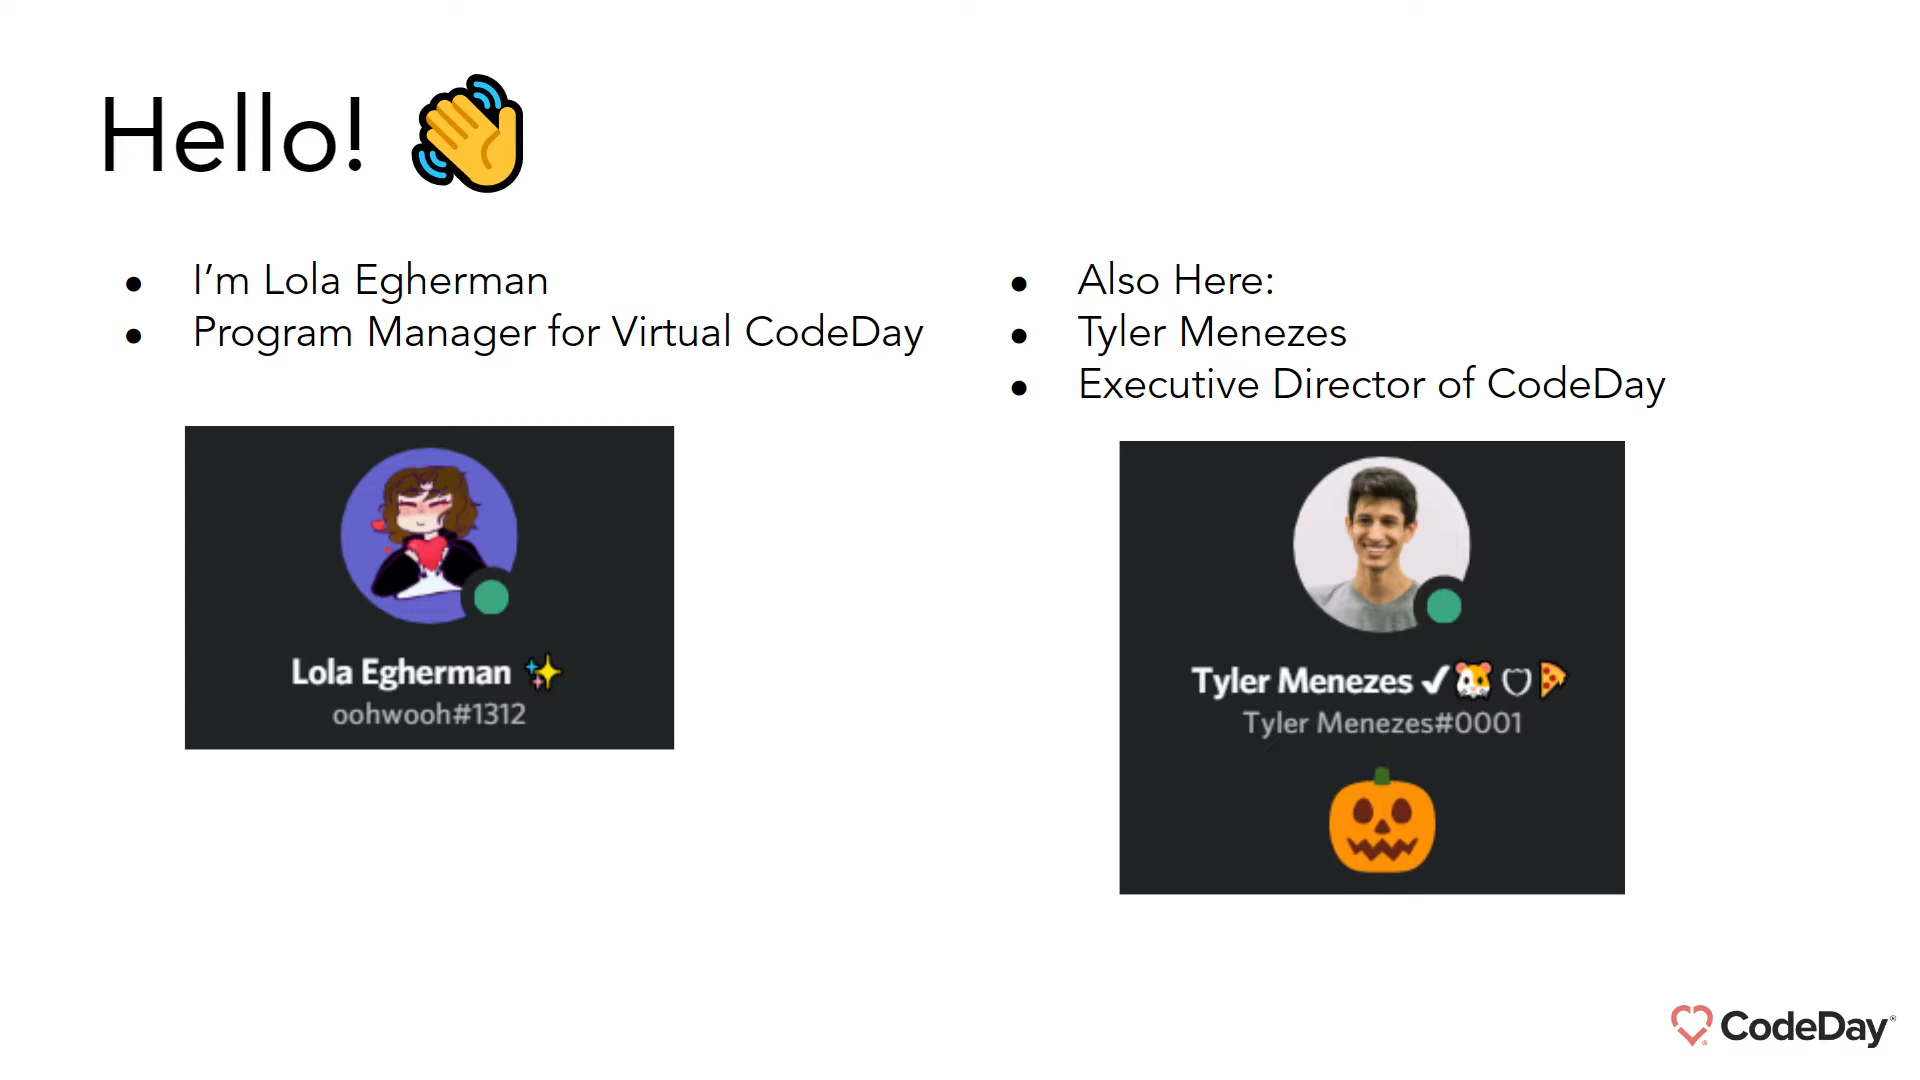 Hello! 👋
● I’m Lola Egherman
● Program Manager for Virtual CodeDay
Lola Egherman ✨
oohwooh#1312
● Also Here:
● Tyler Menezes
● Executive Director of CodeDay
Tyler Menezes ✔🐹🛡🍕
Tyler Menezes#0001
CodeDay®